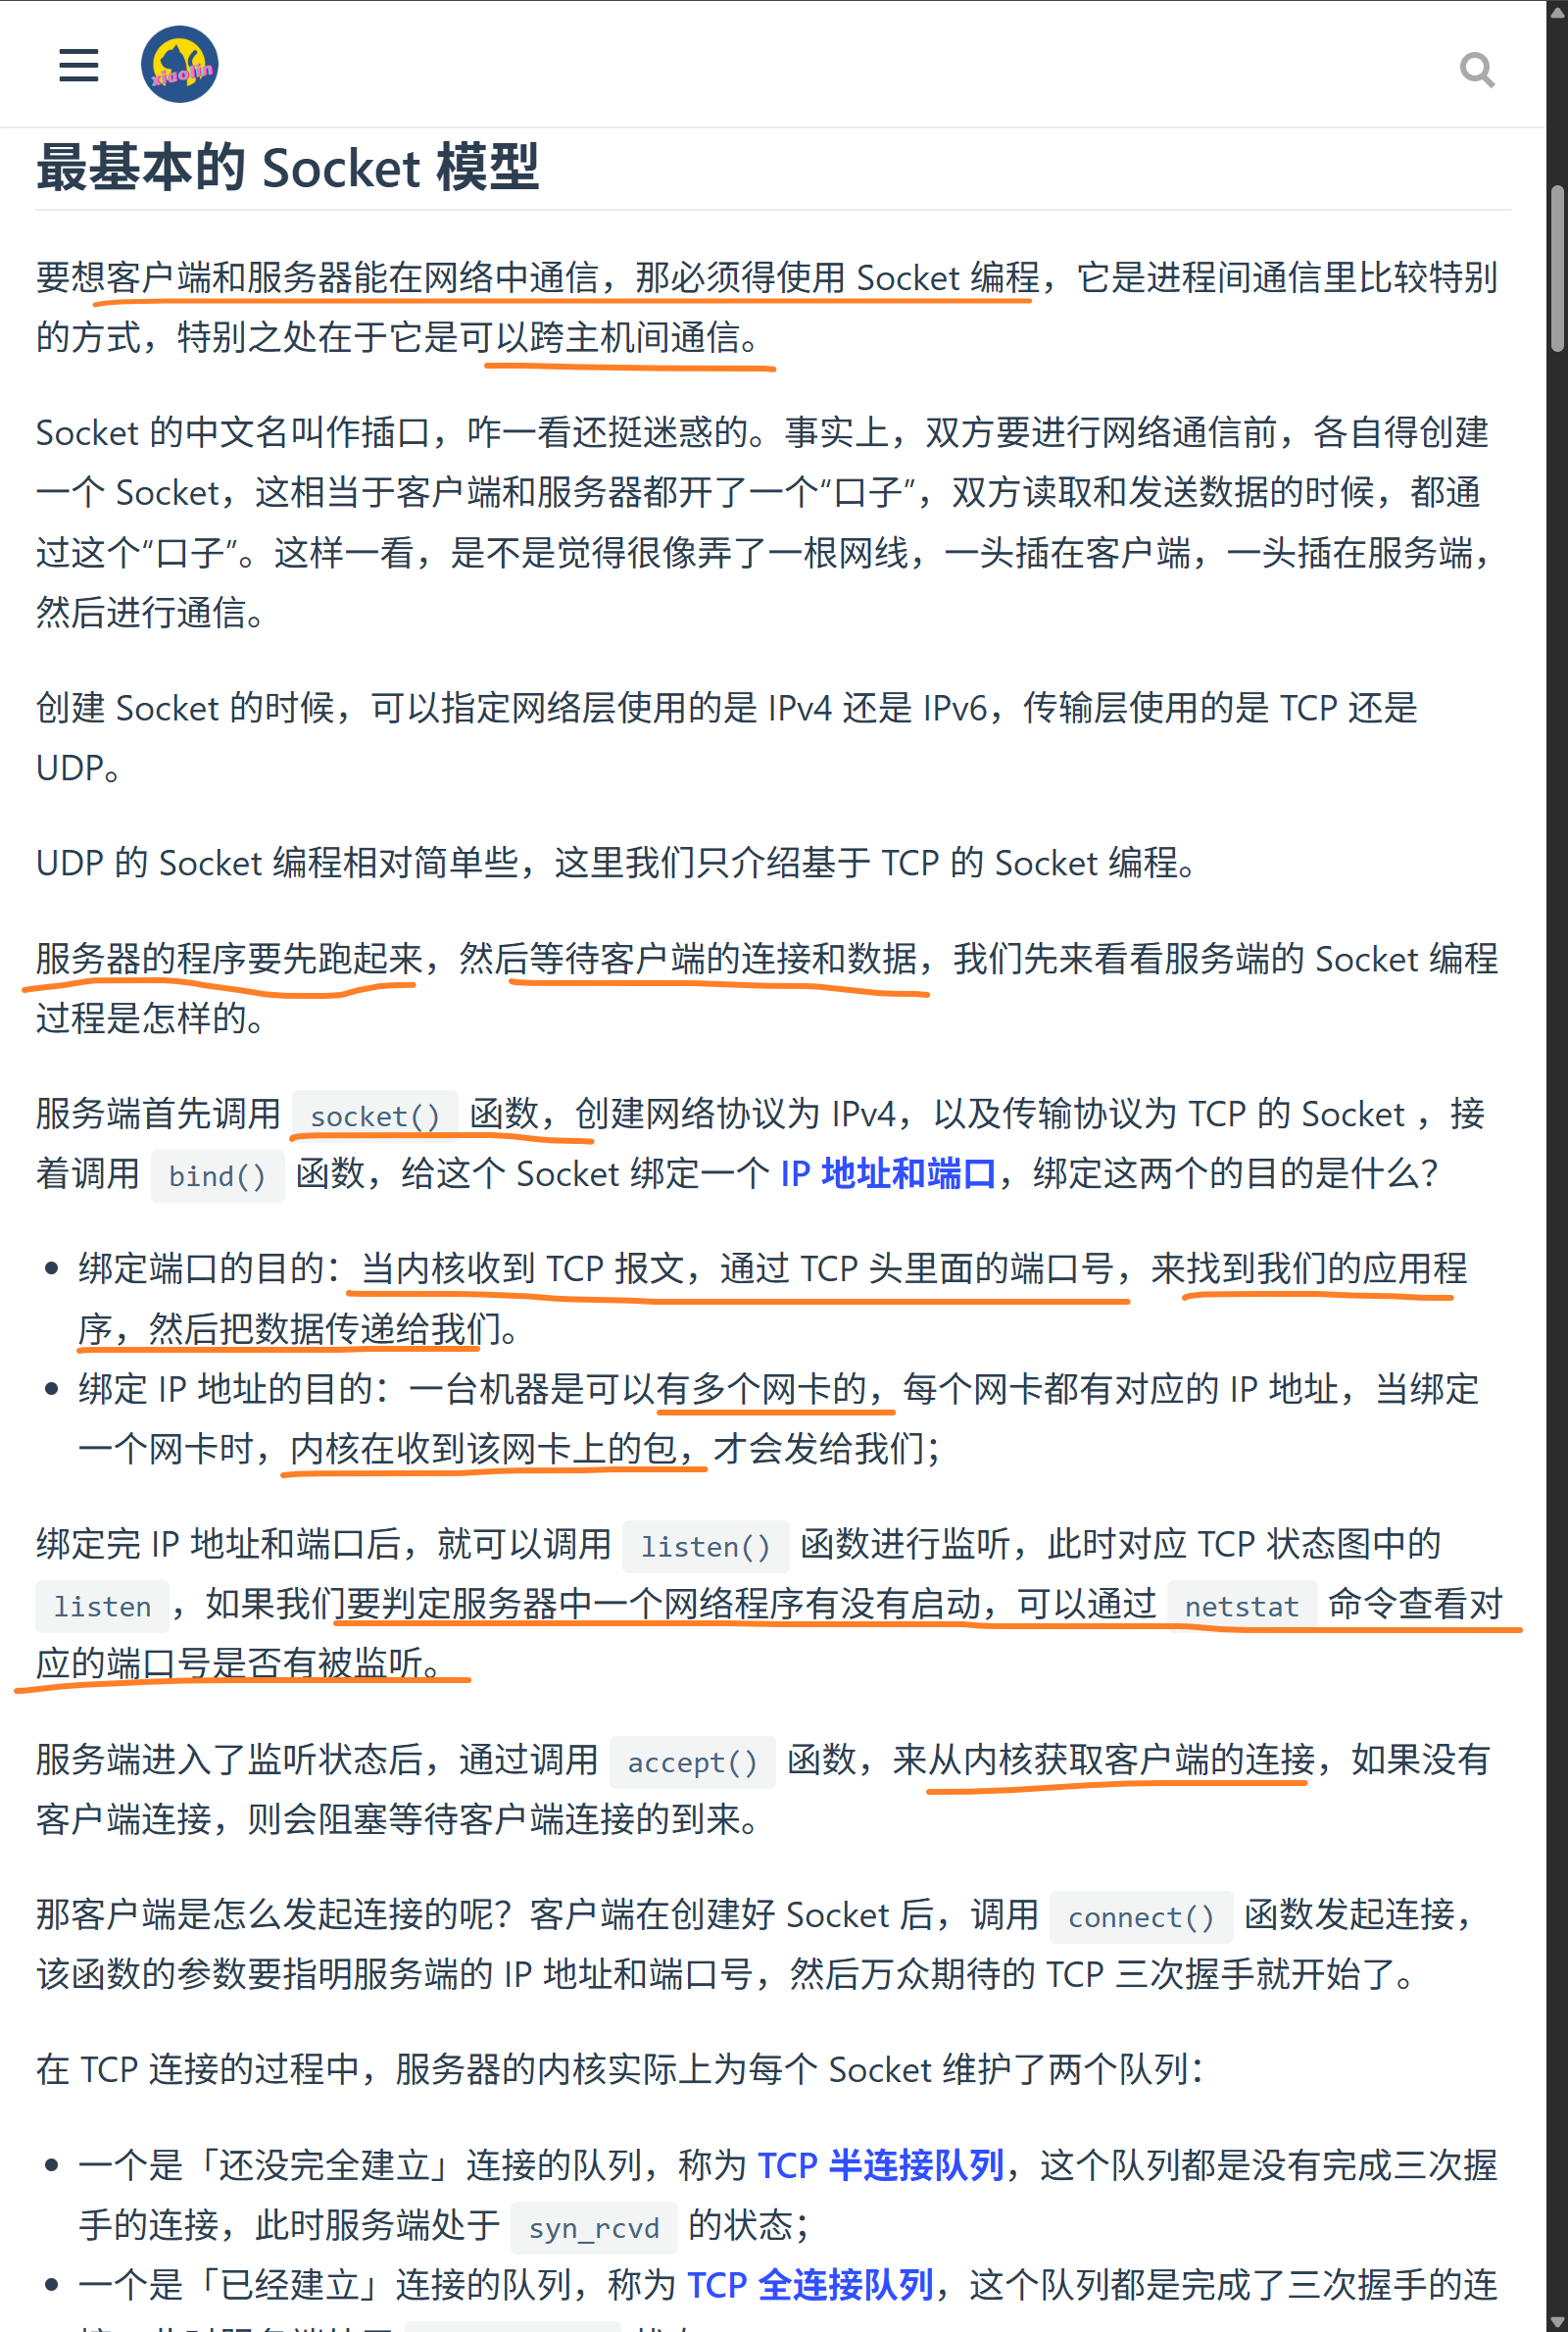 xiaolin
最基本的 Socket 模型
要想客户端和服务器能在网络中通信，那必须得使用 Socket 编程，它是进程间通信里比较特别
的方式，特别之处在于它是可以跨主机间通信。
Socket 的中文名叫作插口，咋一看还挺迷惑的。事实上，双方要进行网络通信前，各自得创建
一个 Socket，这相当于客户端和服务器都开了一个“口子”，双方读取和发送数据的时候，都通
过这个“口子”。这样一看，是不是觉得很像弄了一根网线，一头插在客户端，一头插在服务端，
然后进行通信。
创建 Socket 的时候，可以指定网络层使用的是 IPv4 还是 IPv6，传输层使用的是 TCP 还是
UDP。
UDP 的 Socket 编程相对简单些，这里我们只介绍基于 TCP 的 Socket 编程。
服务器的程序要先跑起来，然后等待客户端的连接和数据，我们先来看看服务端的 Socket 编程
过程是怎样的。
服务端首先调用 socket() 函数，创建网络协议为 IPv4，以及传输协议为 TCP 的 Socket ，接
着调用 bind() 函数，给这个 Socket 绑定一个 IP 地址和端口，绑定这两个的目的是什么？
• 绑定端口的目的：当内核收到 TCP 报文，通过 TCP 头里面的端口号，来找到我们的应用程
序，然后把数据传递给我们。
• 绑定 IP 地址的目的：一台机器是可以有多个网卡的，每个网卡都有对应的 IP 地址，当绑定
一个网卡时，内核在收到该网卡上的包，才会发给我们；
绑定完 IP 地址和端口后，就可以调用 listen() 函数进行监听，此时对应 TCP 状态图中的
listen ，如果我们要判定服务器中一个网络程序有没有启动，可以通过 netstat 命令查看对
应的端口号是否有被监听。
服务端进入了监听状态后，通过调用 accept() 函数，来从内核获取客户端的连接，如果没有
客户端连接，则会阻塞等待客户端连接的到来。
那客户端是怎么发起连接的呢？客户端在创建好 Socket 后，调用 connect() 函数发起连接，
该函数的参数要指明服务端的 IP 地址和端口号，然后万众期待的 TCP 三次握手就开始了。
在 TCP 连接的过程中，服务器的内核实际上为每个 Socket 维护了两个队列：
• 一个是「还没完全建立」连接的队列，称为 TCP 半连接队列，这个队列都是没有完成三次握
手的连接，此时服务端处于 syn_rcvd 的状态；
• 一个是「已经建立」连接的队列，称为 TCP 全连接队列，这个队列都是完成了三次握手的连